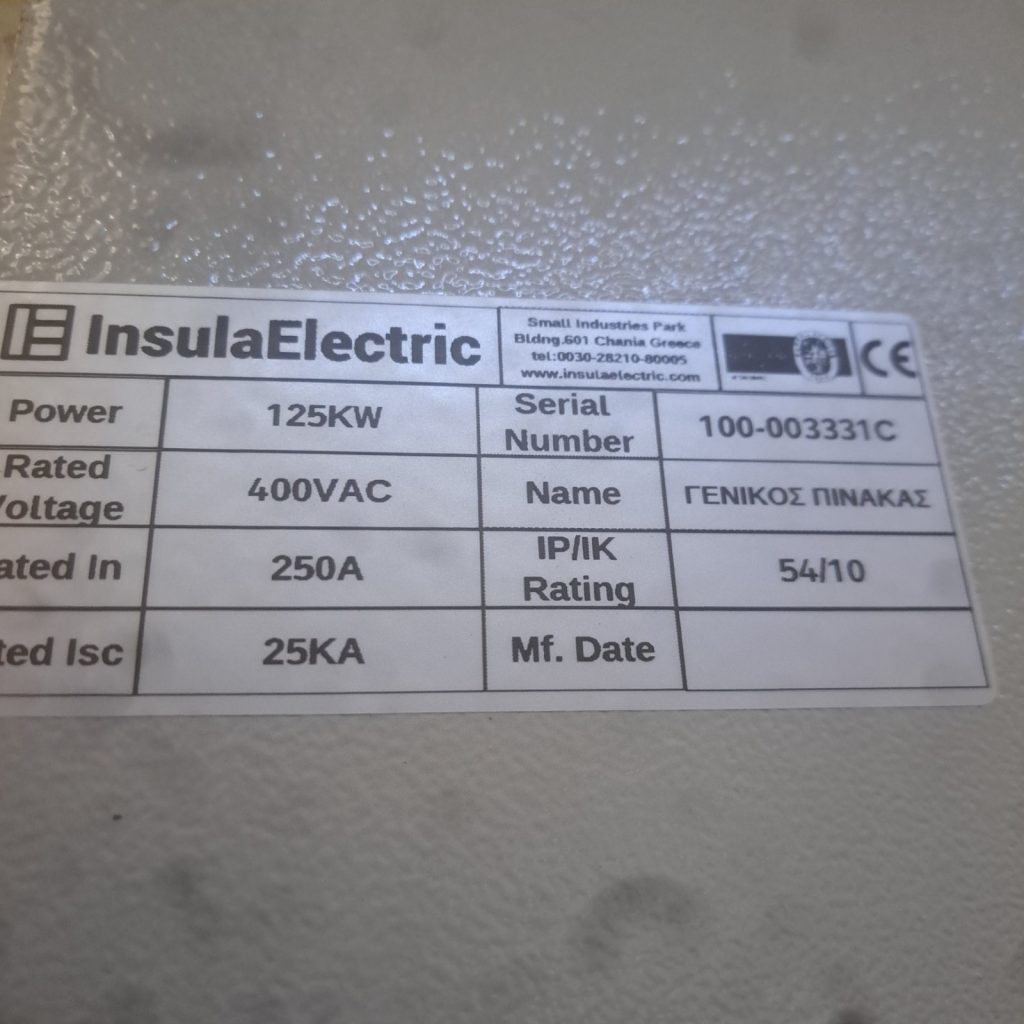 InsulaElectric
Small Industries Park
Bldng.601 Chania Greece
tel:0030-28210-80005
www.insulaelectric.com
CE
Power 125KW Serial Number 100-003331C
Rated Voltage 400VAC Name ΓΕΝΙΚΟΣ ΠΙΝΑΚΑΣ
ated In 250A IP/IK Rating 54/10
ted Isc 25KA Mf. Date